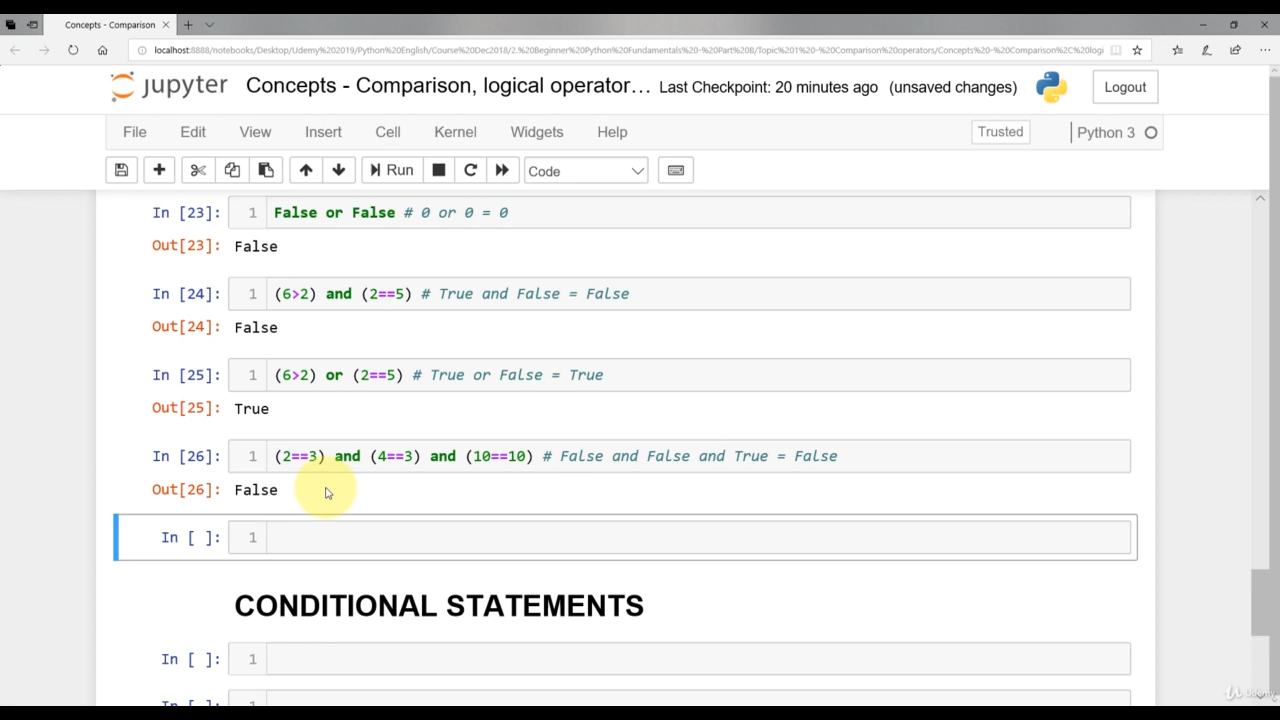 Concepts - Comparison
localhost:8888/notebooks/Desktop/Udemy%202019/Python%20English/Course%20Dec2018/2.%20Beginner%20Python%20Fundamentals%20-%20Part%20B/Topic%201%20-%20Comparison%20operators/Concepts%20-%20Comparison%2C%20logi
jupyter Concepts - Comparison, logical operator… Last Checkpoint: 20 minutes ago (unsaved changes) Logout
File Edit View Insert Cell Kernel Widgets Help Trusted Python 3
Run Code
In [23]: 1 False or False # 0 or 0 = 0
Out[23]: False
In [24]: 1 (6>2) and (2==5) # True and False = False
Out[24]: False
In [25]: 1 (6>2) or (2==5) # True or False = True
Out[25]: True
In [26]: 1 (2==3) and (4==3) and (10==10) # False and False and True = False
Out[26]: False
In [ ]: 1
CONDITIONAL STATEMENTS
In [ ]: 1
In [ ]: 1
Udemy